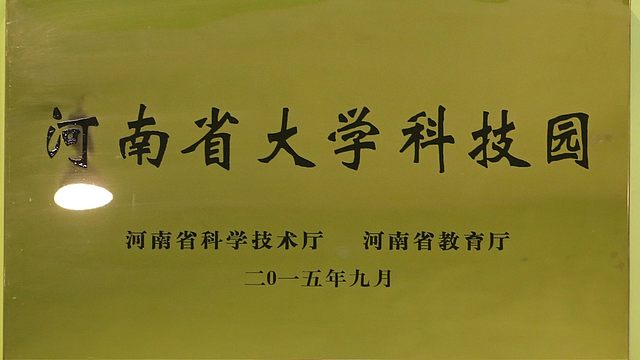 河南省大学科技园
河南省科学技术厅 河南省教育厅
二0一五年九月